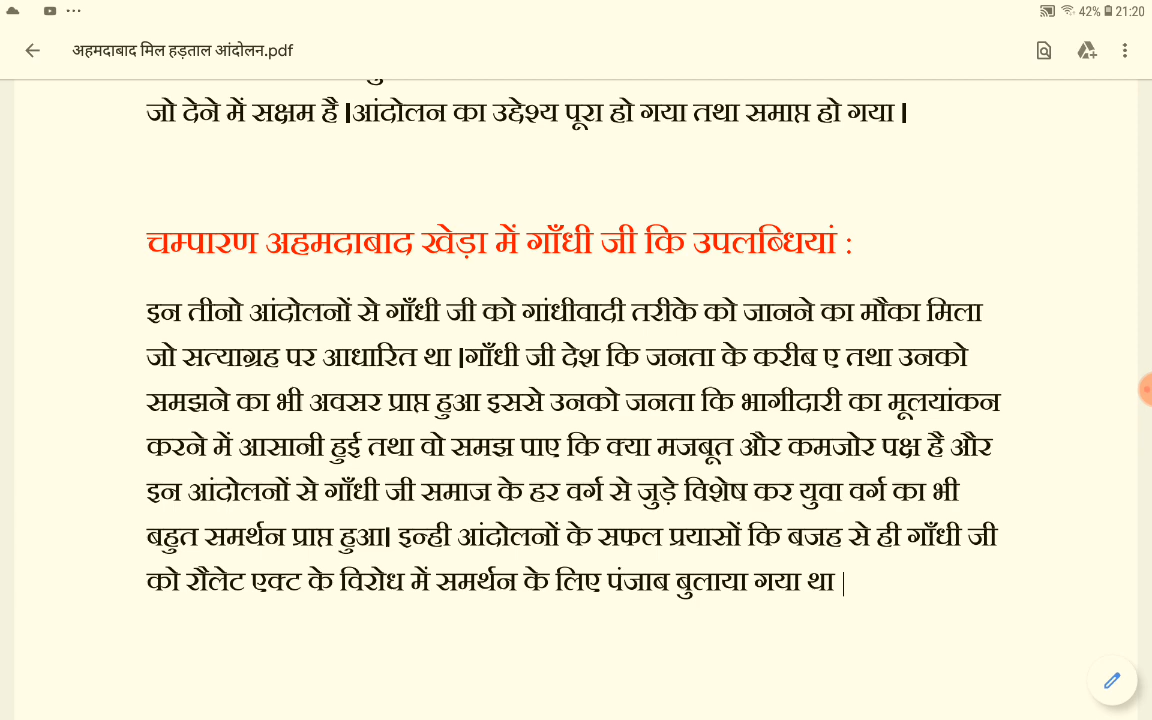 42% 21:20
अहमदाबाद मिल हड़ताल आंदोलन.pdf
जो देने में सक्षम है ।आंदोलन का उद्देश्य पूरा हो गया तथा समाप्त हो गया ।
चम्पारण अहमदाबाद खेड़ा में गाँधी जी कि उपलब्धियां :
इन तीनो आंदोलनों से गाँधी जी को गांधीवादी तरीके को जानने का मौका मिला
जो सत्याग्रह पर आधारित था ।गाँधी जी देश कि जनता के करीब ए तथा उनको
समझने का भी अवसर प्राप्त हुआ इससे उनको जनता कि भागीदारी का मूलयांकन
करने में आसानी हुई तथा वो समझ पाए कि क्या मजबूत और कमजोर पक्ष है और
इन आंदोलनों से गाँधी जी समाज के हर वर्ग से जुड़े विशेष कर युवा वर्ग का भी
बहुत समर्थन प्राप्त हुआ। इन्ही आंदोलनों के सफल प्रयासों कि बजह से ही गाँधी जी
को रौलेट एक्ट के विरोध में समर्थन के लिए पंजाब बुलाया गया था |